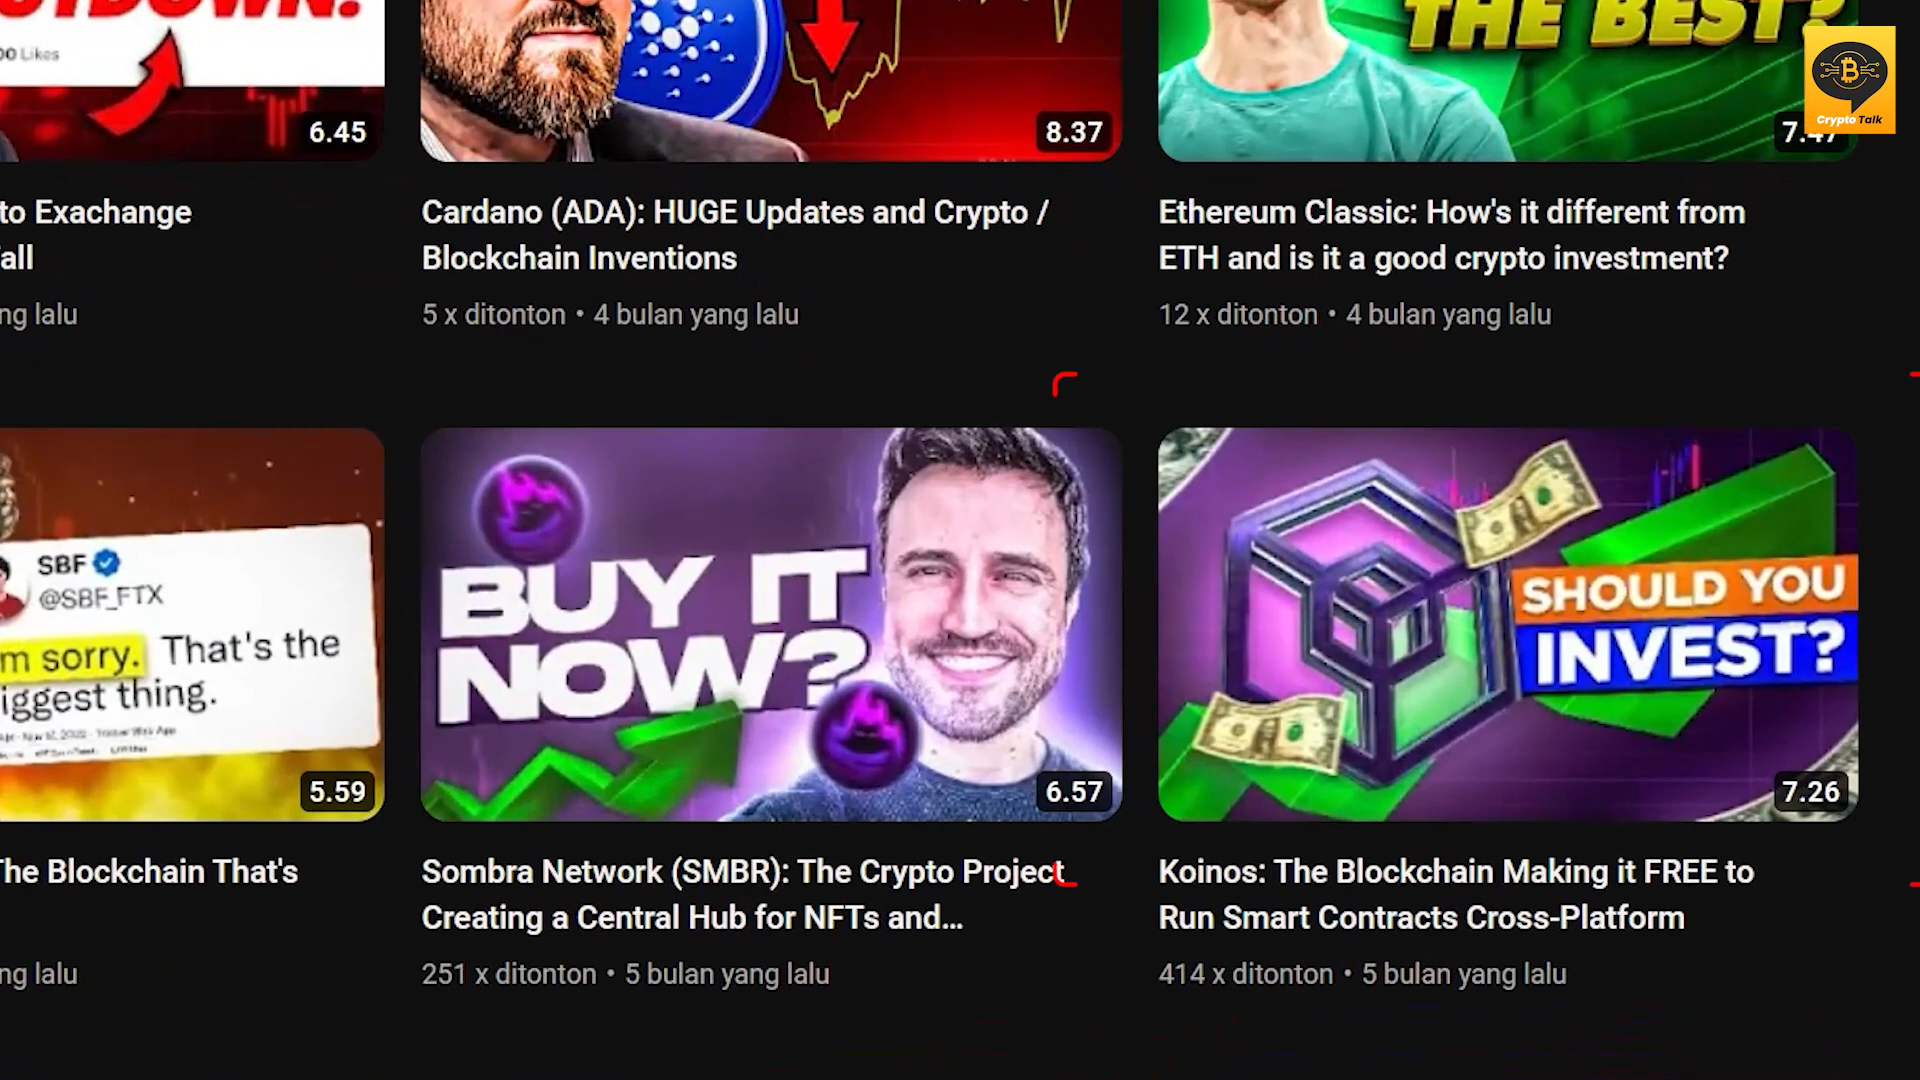 00 Likes
6.45
8.37
THE BEST?
7.47
Crypto Talk
to Exachange
all
ng lalu
Cardano (ADA): HUGE Updates and Crypto /
Blockchain Inventions
5 x ditonton • 4 bulan yang lalu
Ethereum Classic: How's it different from
ETH and is it a good crypto investment?
12 x ditonton • 4 bulan yang lalu
SBF
@SBF_FTX
m sorry. That's the
iggest thing.
5.59
BUY IT
NOW?
6.57
SHOULD YOU
INVEST?
7.26
The Blockchain That's
ng lalu
Sombra Network (SMBR): The Crypto Project
Creating a Central Hub for NFTs and...
251 x ditonton • 5 bulan yang lalu
Koinos: The Blockchain Making it FREE to
Run Smart Contracts Cross-Platform
414 x ditonton • 5 bulan yang lalu